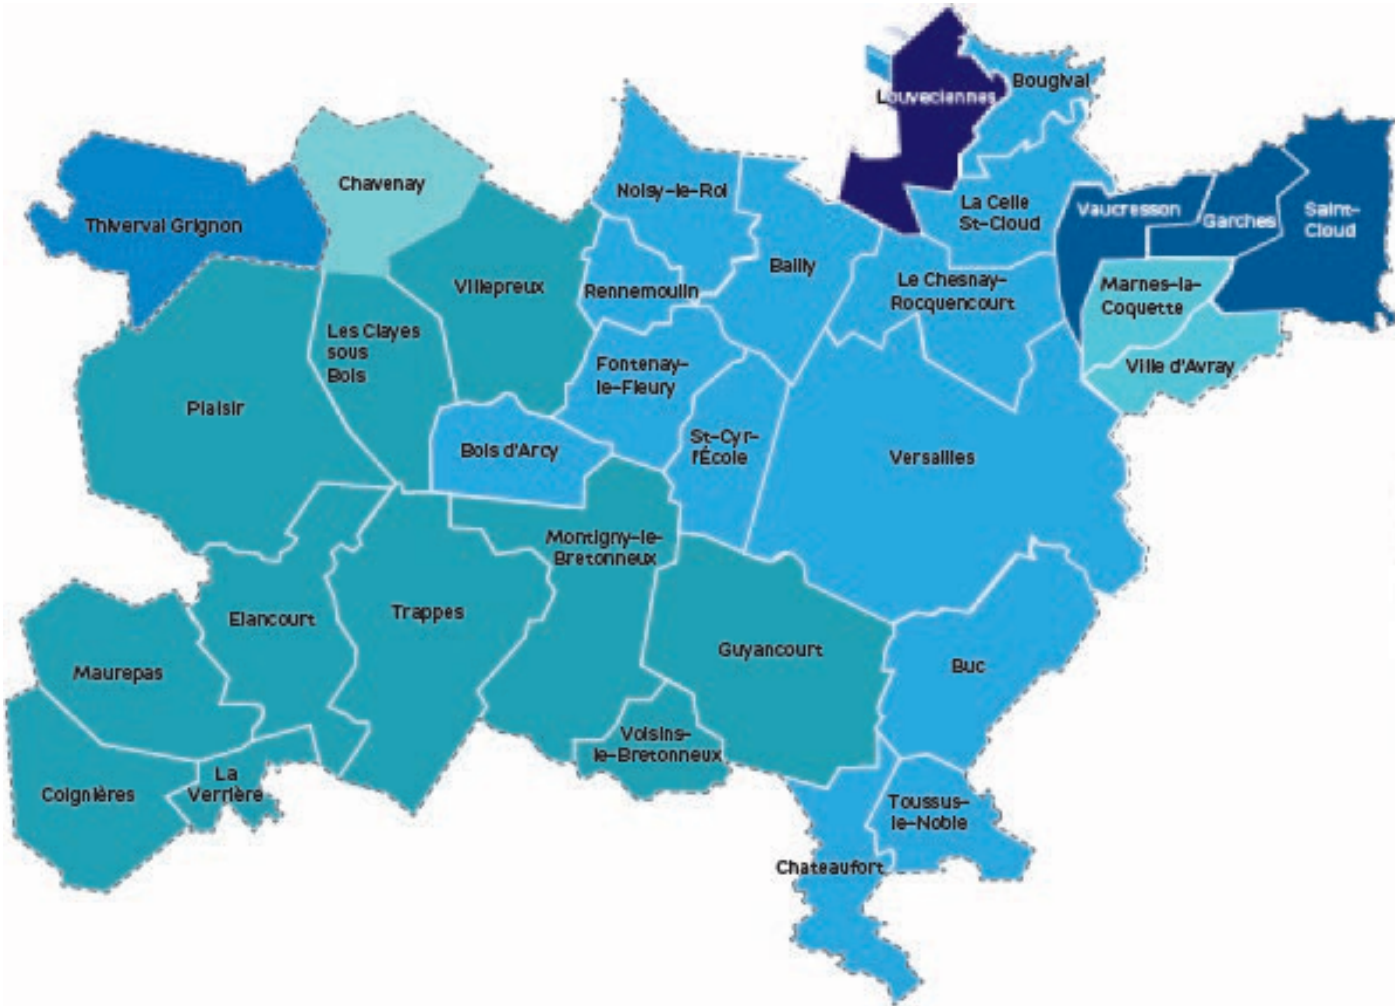 Louveciennes
Bougival
Chavenay
Noisy-le-Roi
La Celle
St-Cloud
Vaucresson
Garches
Saint-
Cloud
Thiverval Grignon
Villepreux
Rennemoulin
Bailly
Le Chesnay-
Rocquencourt
Marnes-la-
Coquette
Les Clayes
sous
Bois
Fontenay-
le-Fleury
Ville d'Avray
Plaisir
Bois d'Arcy
St-Cyr-
l'École
Versailles
Montigny-le-
Bretonneux
Elancourt
Trappes
Guyancourt
Buc
Maurepas
Voisins-
le-Bretonneux
Coignières
La
Verrière
Toussus-
le-Noble
Chateaufort